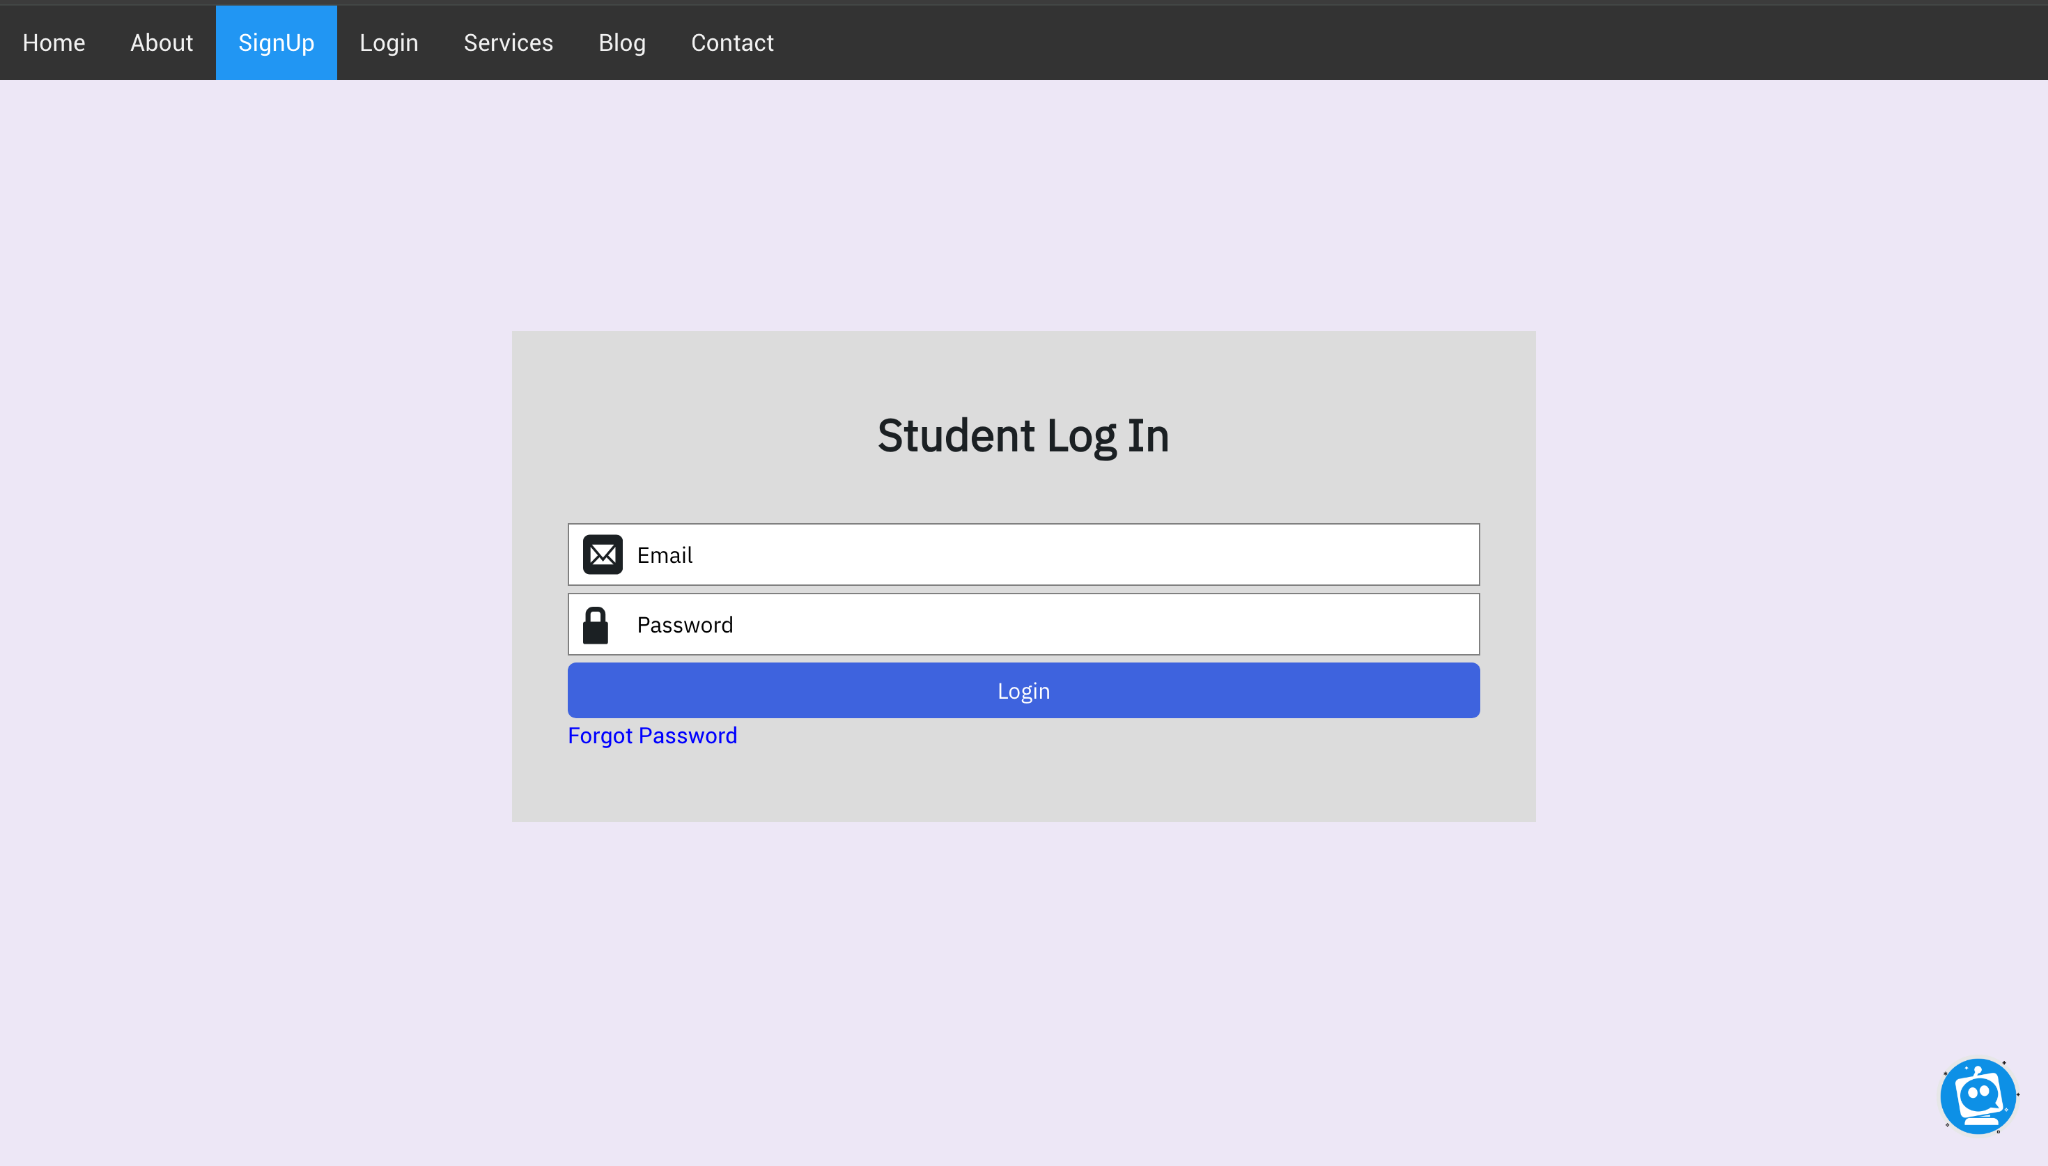 Home About SignUp Login Services Blog Contact
Student Log In
Email
Password
Login
Forgot Password